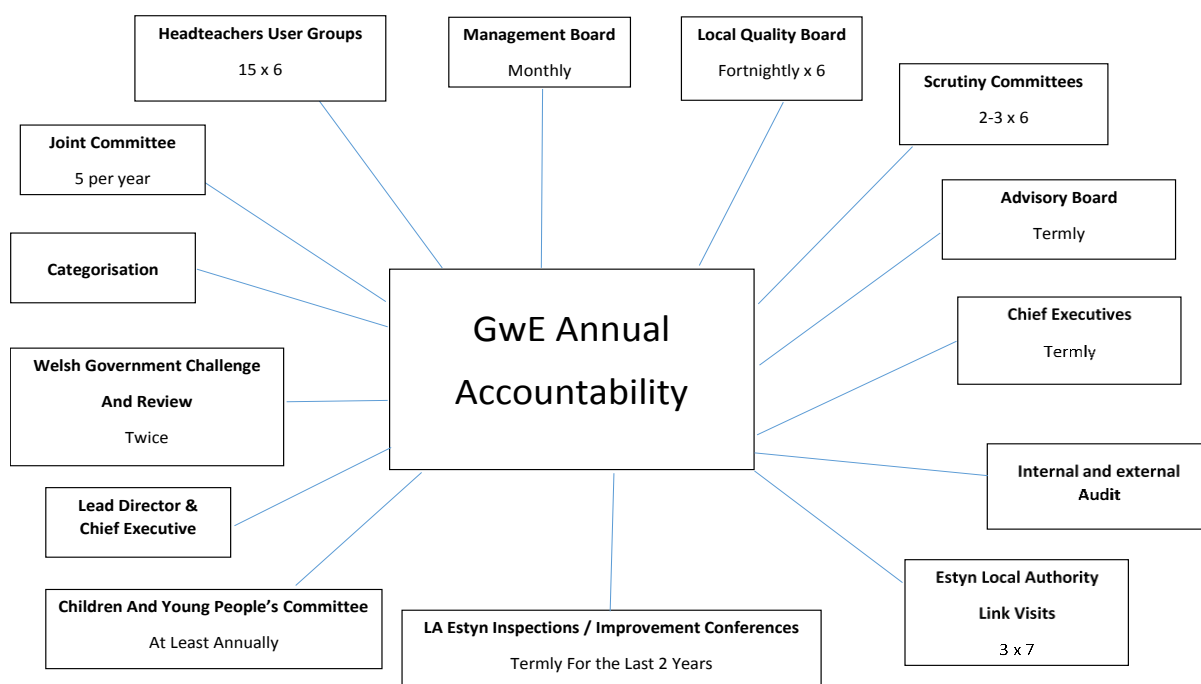 Headteachers User Groups
15 x 6
Management Board
Monthly
Local Quality Board
Fortnightly x 6
Scrutiny Committees
2-3 x 6
Joint Committee
5 per year
Advisory Board
Termly
Categorisation
GwE Annual
Accountability
Chief Executives
Termly
Welsh Government Challenge
And Review
Twice
Internal and external
Audit
Lead Director &
Chief Executive
Estyn Local Authority
Link Visits
3 x 7
Children And Young People’s Committee
At Least Annually
LA Estyn Inspections / Improvement Conferences
Termly For the Last 2 Years